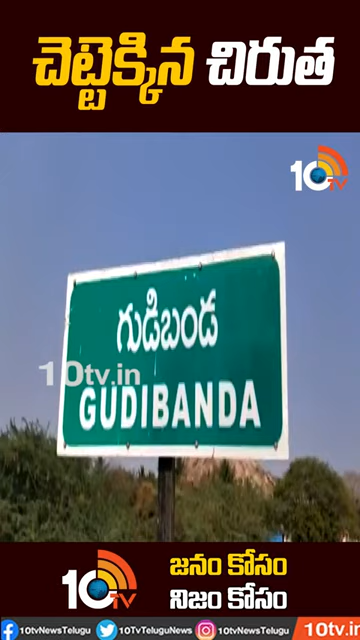 చెట్టెక్కిన చిరుత
10TV
గుడిబండ
10tv.in
GUDIBANDA
10TV
జనం కోసం
నిజం కోసం
10tvNewsTelugu
10TvTeluguNews
10tvNewsTelugu
10tv.in